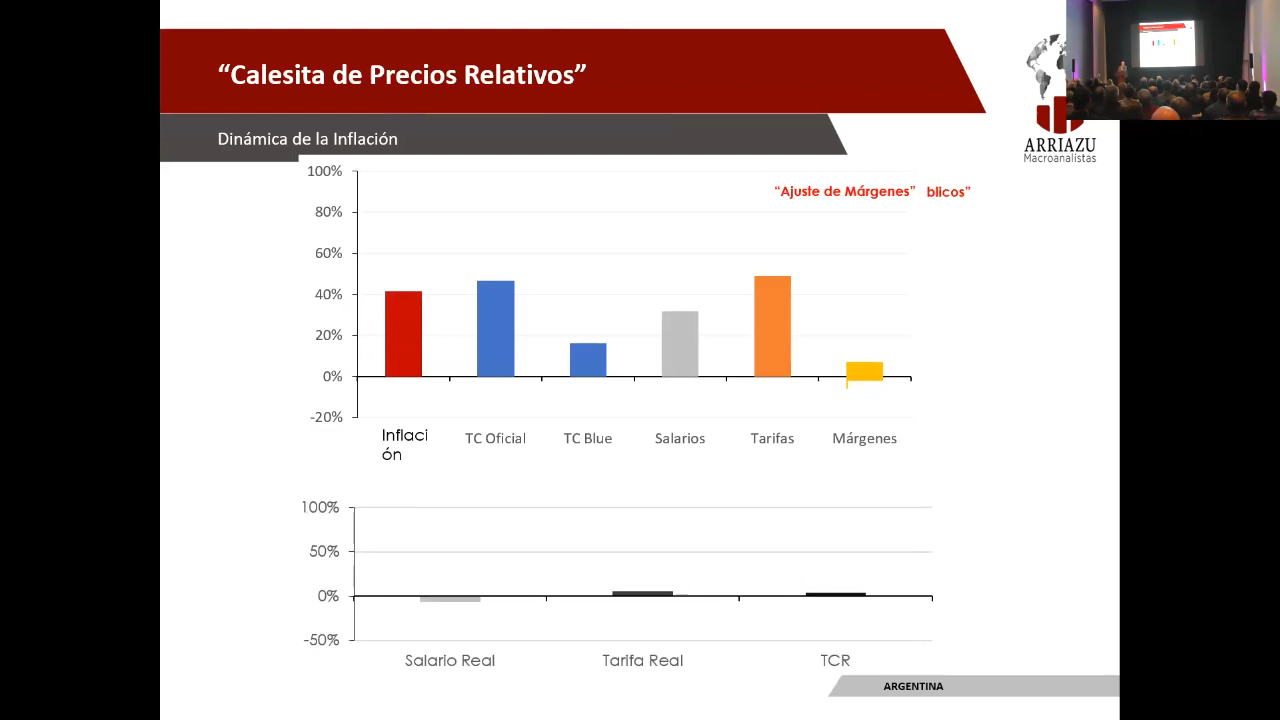 “Calesita de Precios Relativos”
Dinámica de la Inflación
ARRIAZU
Macroanalistas
“Ajuste de Márgenes” blicos”
100%
80%
60%
40%
20%
0%
-20%
Inflaci
ón
TC Oficial
TC Blue
Salarios
Tarifas
Márgenes
100%
50%
0%
-50%
Salario Real
Tarifa Real
TCR
ARGENTINA